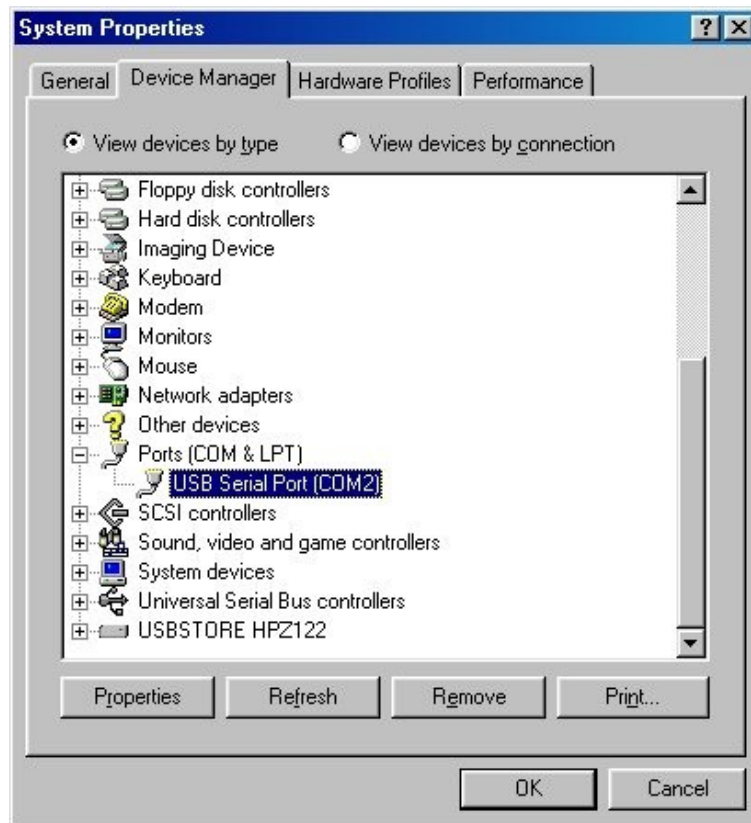 System Properties
General Device Manager Hardware Profiles Performance
View devices by type View devices by connection
Floppy disk controllers
Hard disk controllers
Imaging Device
Keyboard
Modem
Monitors
Mouse
Network adapters
Other devices
Ports (COM & LPT)
USB Serial Port (COM2)
SCSI controllers
Sound, video and game controllers
System devices
Universal Serial Bus controllers
USBSTORE HPZ122
Properties Refresh Remove Print...
OK Cancel